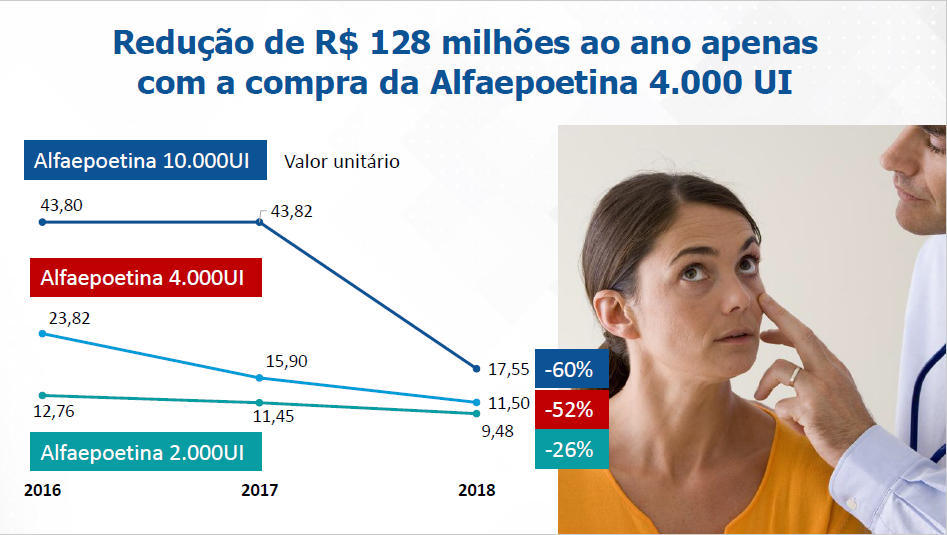 Redução de R$ 128 milhões ao ano apenas
com a compra da Alfaepoetina 4.000 UI
Alfaepoetina 10.000UI
Valor unitário
43,80
43,82
Alfaepoetina 4.000UI
23,82
15,90
17,55
-60%
11,50
-52%
12,76
11,45
9,48
-26%
Alfaepoetina 2.000UI
2016
2017
2018